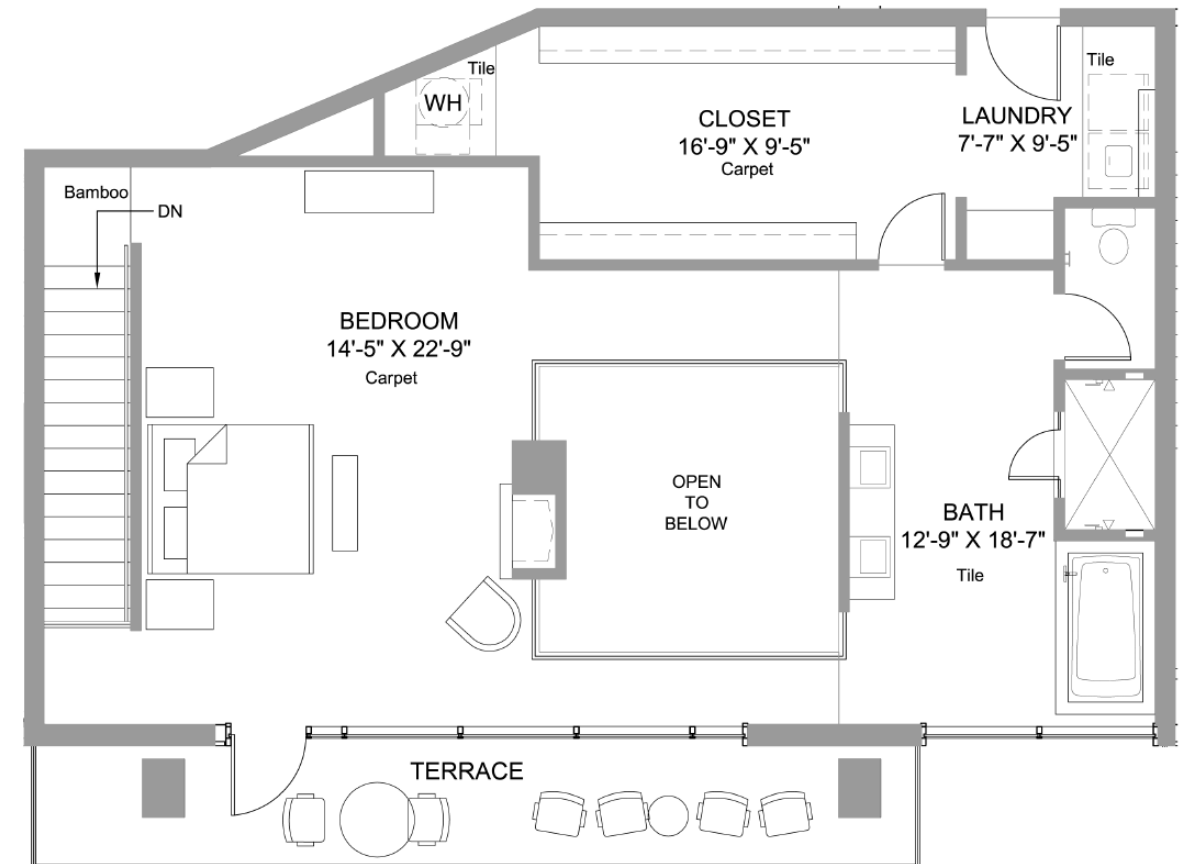 Tile
WH
CLOSET
16'-9" X 9'-5"
Carpet
Tile
LAUNDRY
7'-7" X 9'-5"
Bamboo
DN
BEDROOM
14'-5" X 22'-9"
Carpet
OPEN
TO
BELOW
BATH
12'-9" X 18'-7"
Tile
TERRACE